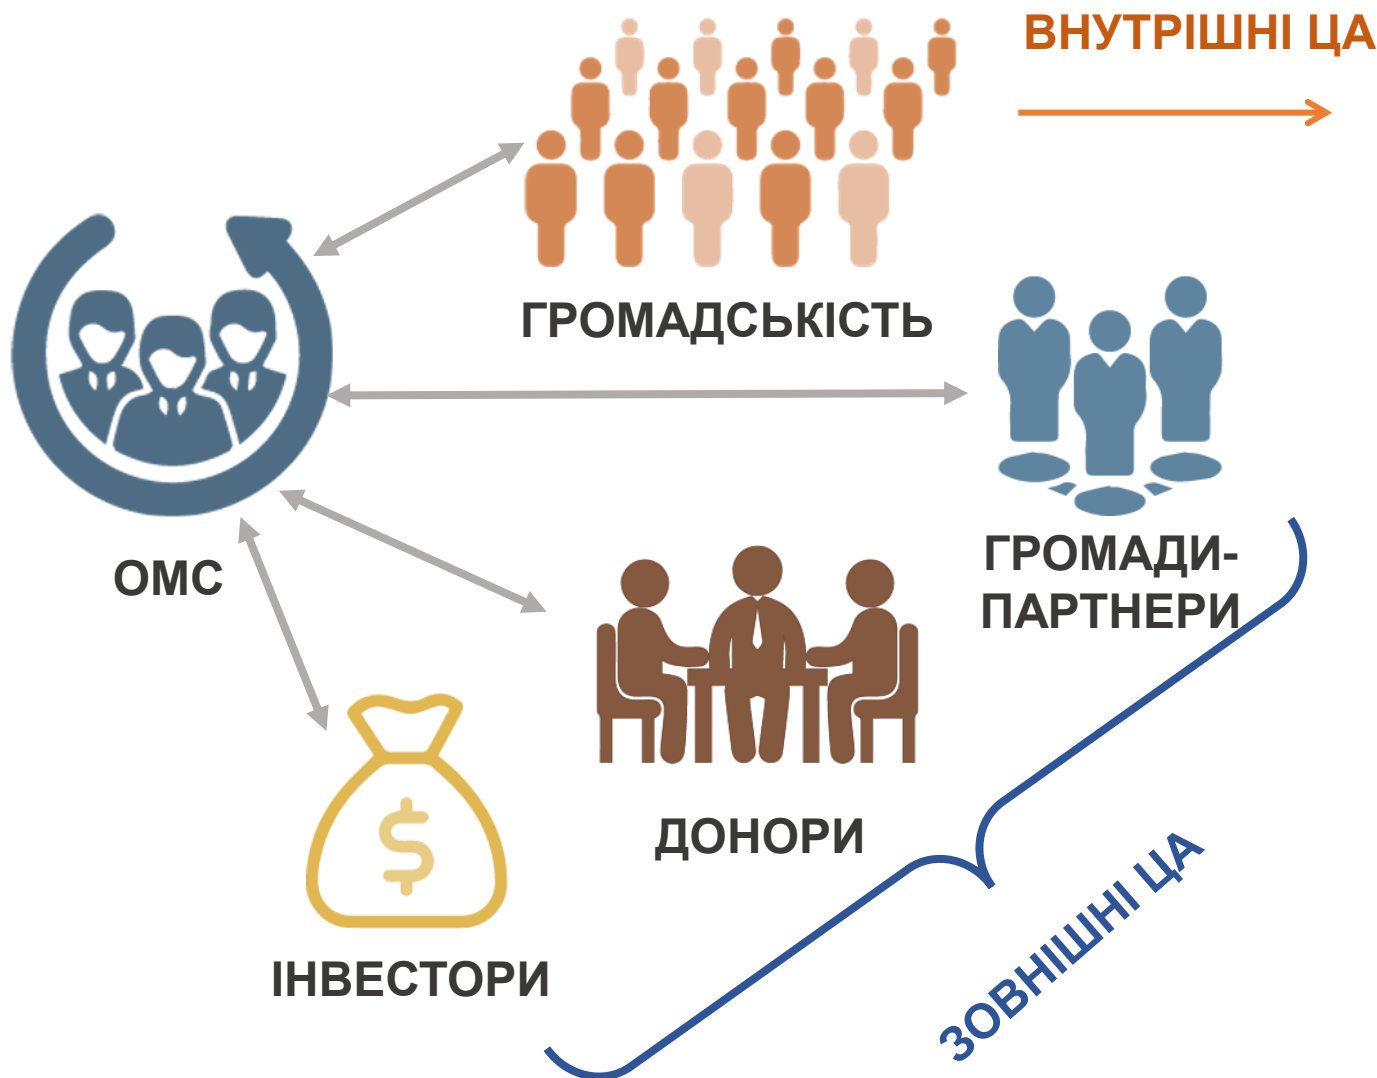 ВНУТРІШНІ ЦА
ГРОМАДСЬКІСТЬ
ОМС
ГРОМАДИ-
ПАРТНЕРИ
ДОНОРИ
ІНВЕСТОРИ
ЗОВНІШНІ ЦА
$